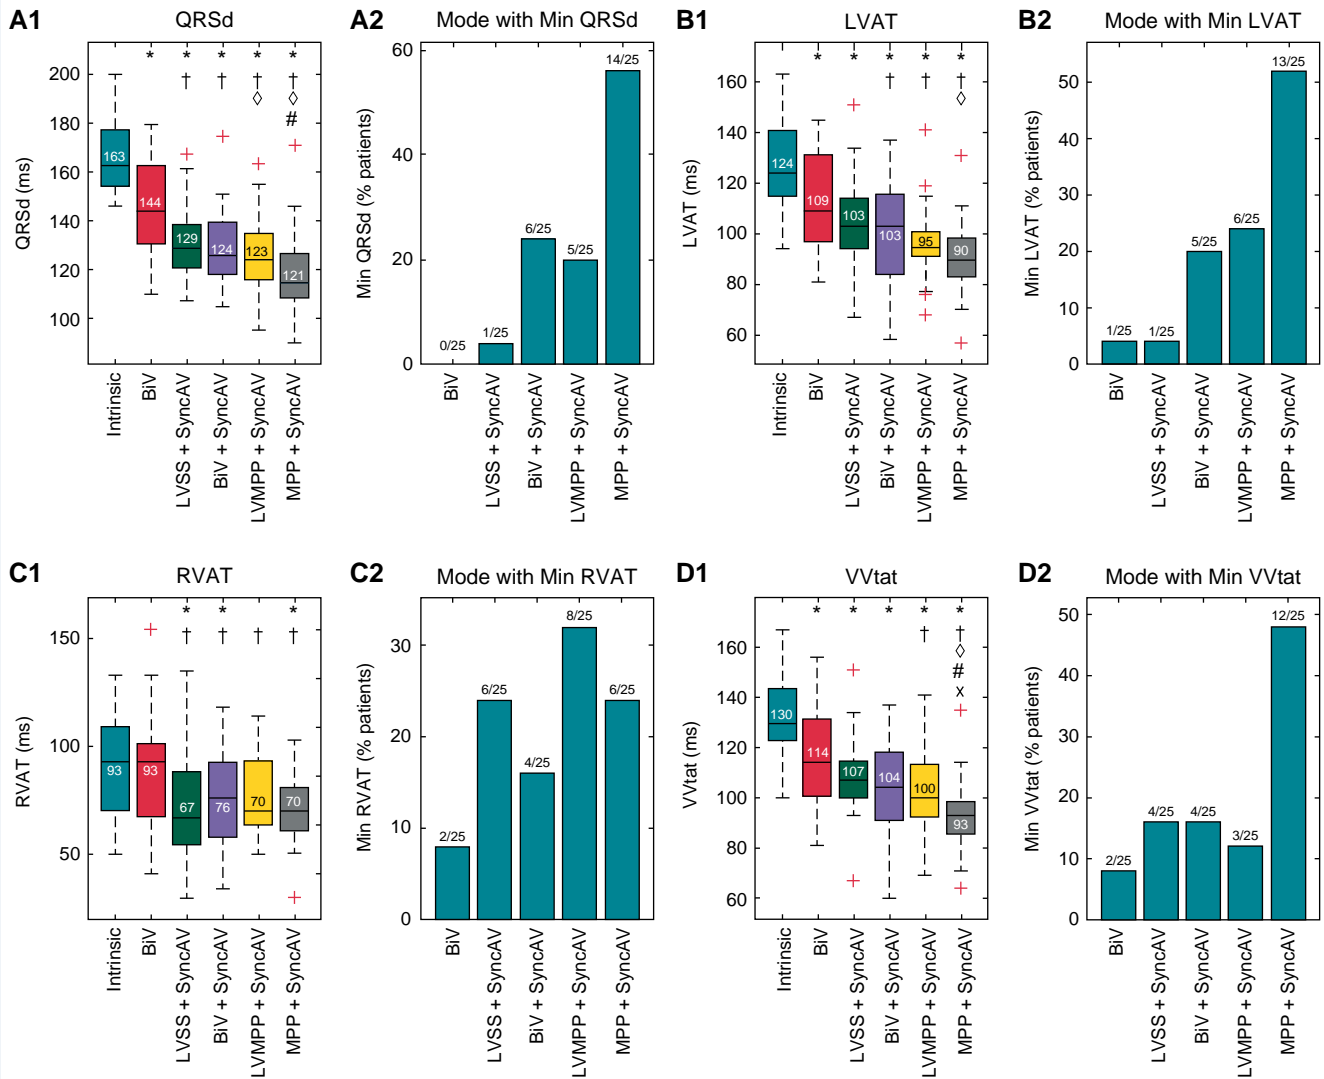 A1
QRSd
QRSd (ms)
200
180
160
140
120
100
* * * * *
† † † †
◊ ◊
#
163
144
129
124
123
121
Intrinsic
BiV
LVSS + SyncAV
BiV + SyncAV
LVMPP + SyncAV
MPP + SyncAV
A2
Mode with Min QRSd
Min QRSd (% patients)
60
40
20
0
0/25
1/25
6/25
5/25
14/25
BiV
LVSS + SyncAV
BiV + SyncAV
LVMPP + SyncAV
MPP + SyncAV
B1
LVAT
LVAT (ms)
160
140
120
100
80
60
* * * * *
† † †
◊
124
109
103
103
95
90
Intrinsic
BiV
LVSS + SyncAV
BiV + SyncAV
LVMPP + SyncAV
MPP + SyncAV
B2
Mode with Min LVAT
Min LVAT (% patients)
50
40
30
20
10
0
1/25
1/25
5/25
6/25
13/25
BiV
LVSS + SyncAV
BiV + SyncAV
LVMPP + SyncAV
MPP + SyncAV
C1
RVAT
RVAT (ms)
150
100
50
* * *
† † † †
93
93
67
76
70
70
Intrinsic
BiV
LVSS + SyncAV
BiV + SyncAV
LVMPP + SyncAV
MPP + SyncAV
C2
Mode with Min RVAT
Min RVAT (% patients)
30
20
10
0
2/25
6/25
4/25
8/25
6/25
BiV
LVSS + SyncAV
BiV + SyncAV
LVMPP + SyncAV
MPP + SyncAV
D1
VVtat
VVtat (ms)
160
140
120
100
80
60
* * * * *
† †
◊
#
x
130
114
107
104
100
93
Intrinsic
BiV
LVSS + SyncAV
BiV + SyncAV
LVMPP + SyncAV
MPP + SyncAV
D2
Mode with Min VVtat
Min VVtat (% patients)
50
40
30
20
10
0
2/25
4/25
4/25
3/25
12/25
BiV
LVSS + SyncAV
BiV + SyncAV
LVMPP + SyncAV
MPP + SyncAV